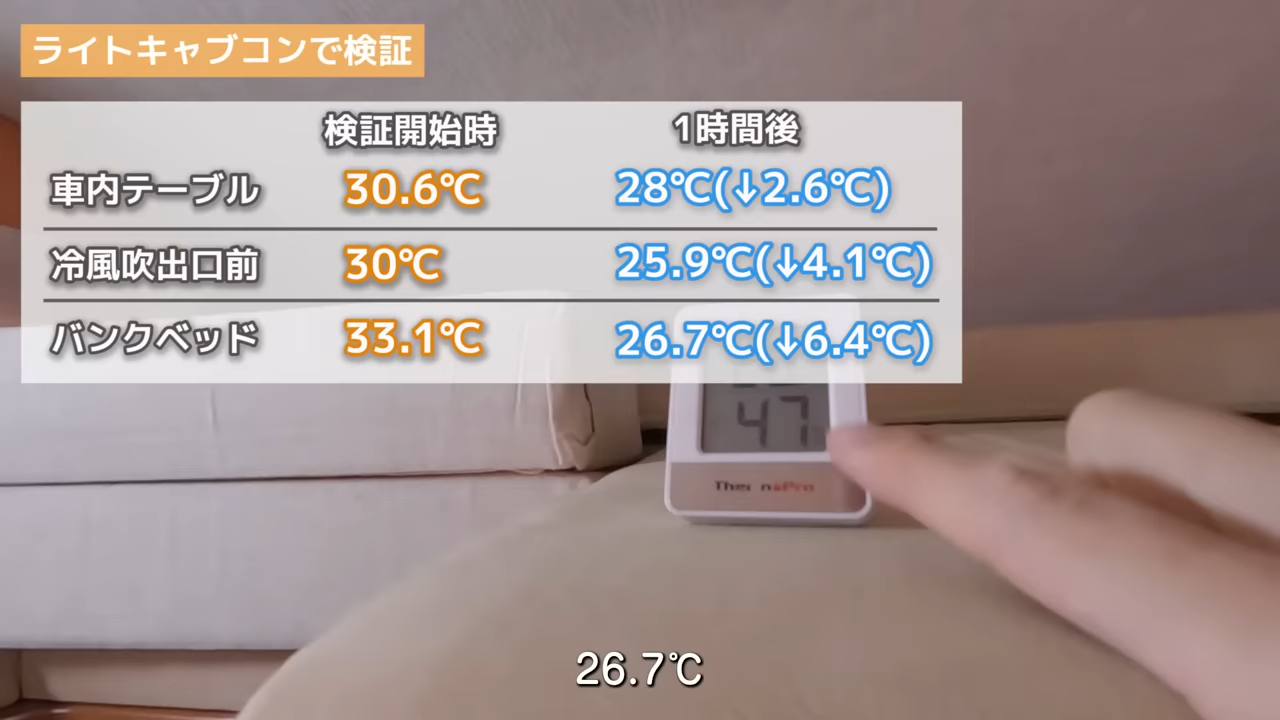 ライトキャブコンで検証
検証開始時 1時間後
車内テーブル 30.6℃ 28℃(↓2.6℃)
冷風吹出口前 30℃ 25.9℃(↓4.1℃)
バンクベッド 33.1℃ 26.7℃(↓6.4℃)
47
ThermoPro
26.7℃